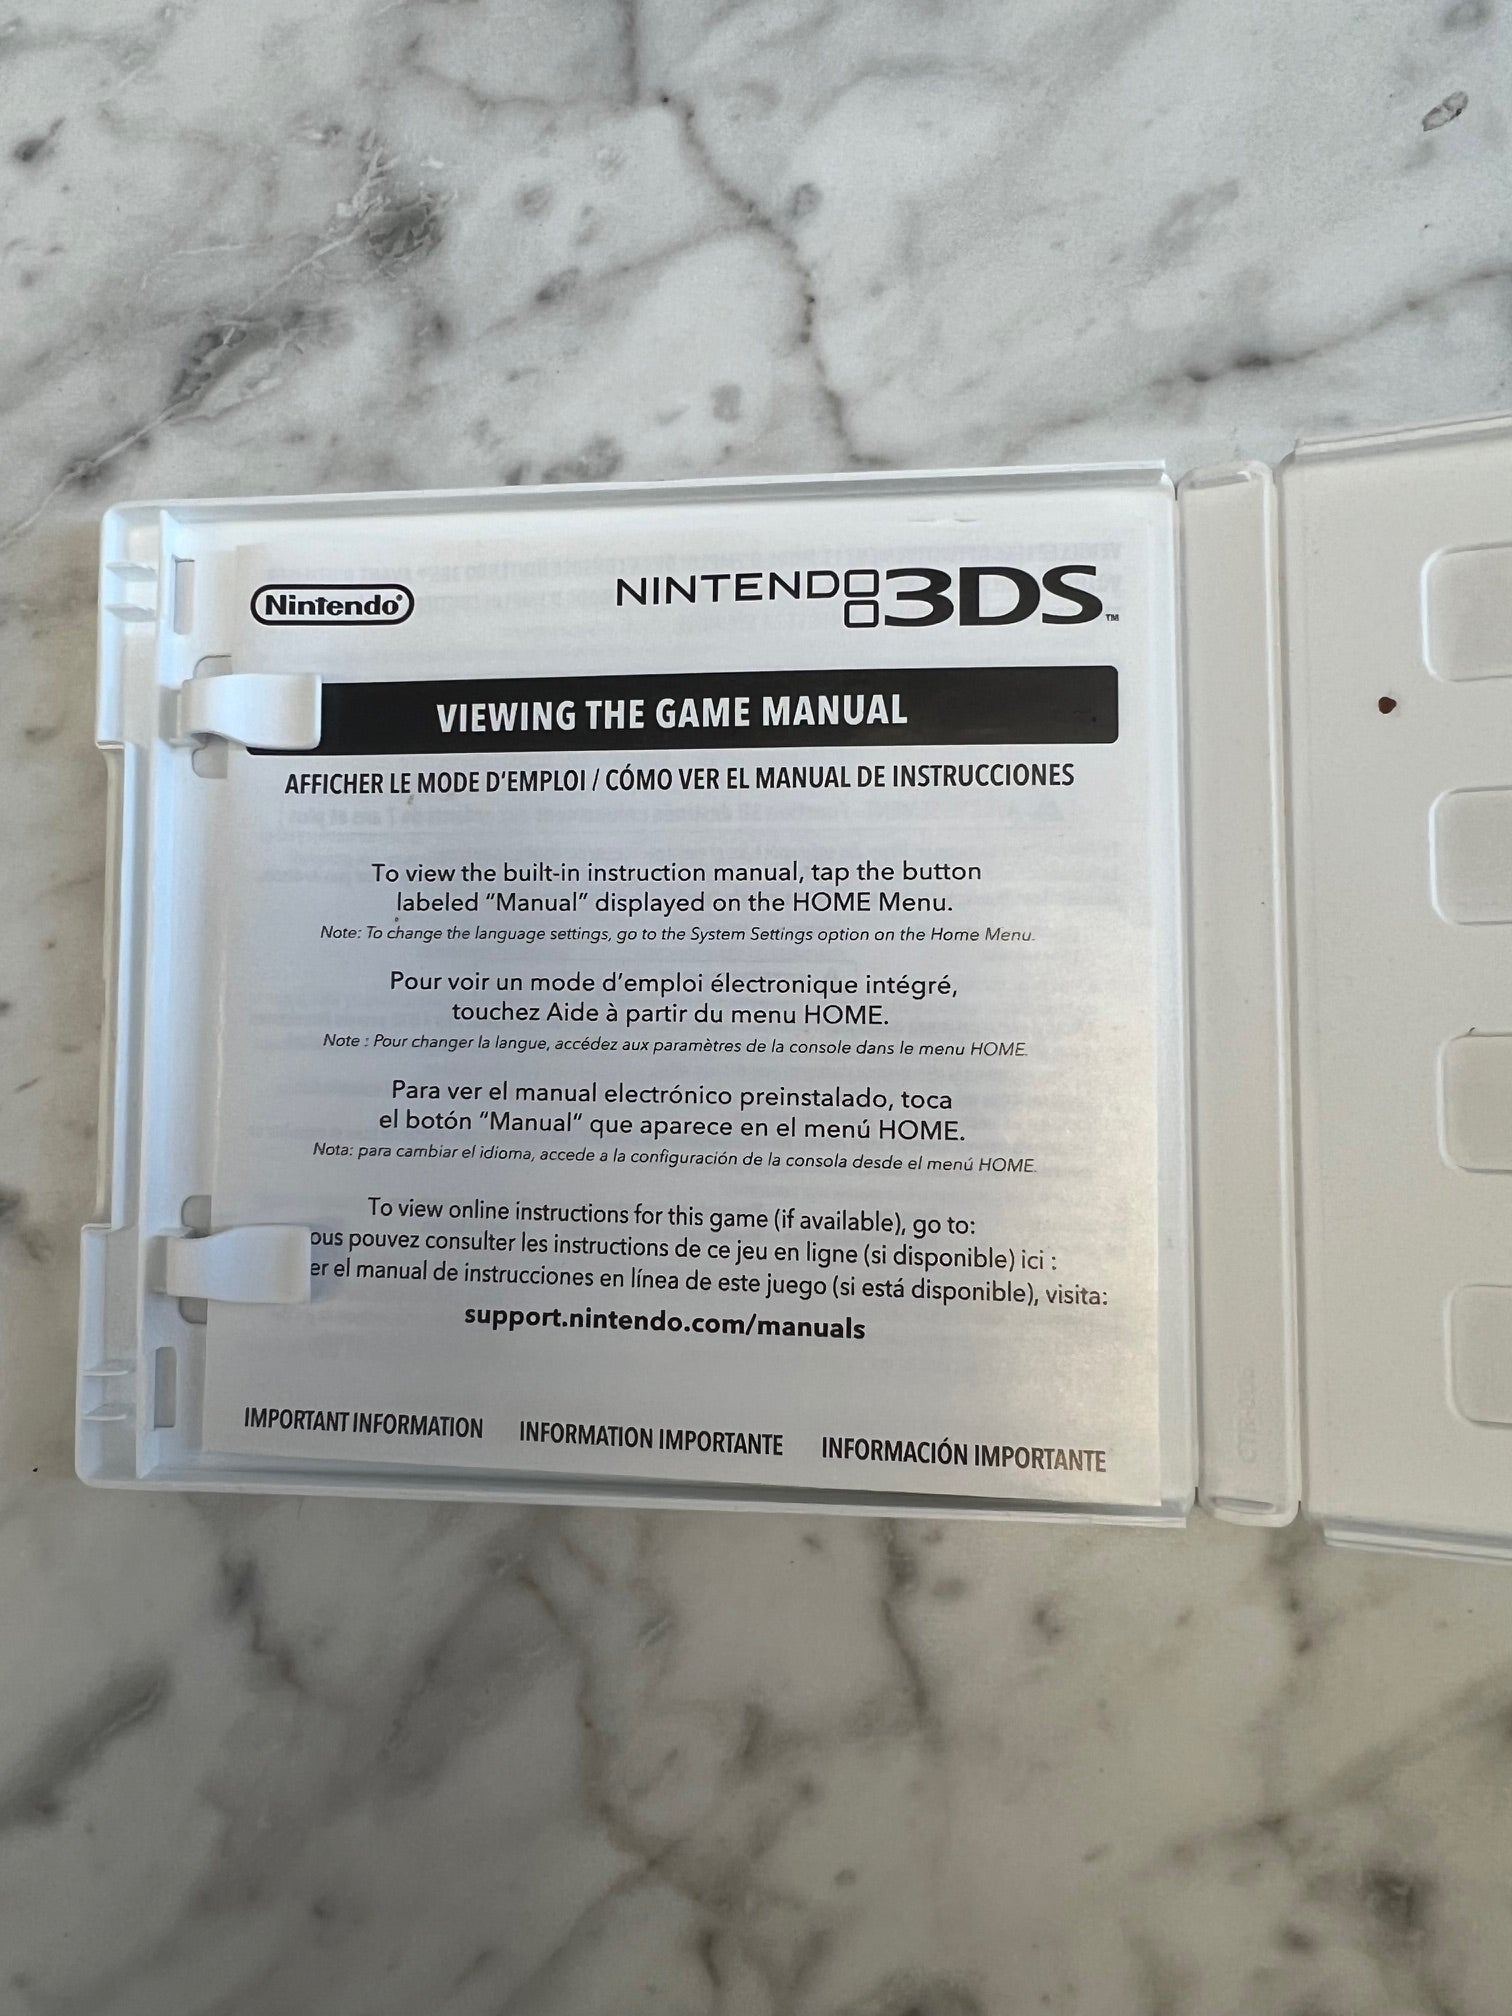 Nintendo®
NINTENDO 3DS™
VIEWING THE GAME MANUAL
AFFICHER LE MODE D'EMPLOI / CÓMO VER EL MANUAL DE INSTRUCCIONES
To view the built-in instruction manual, tap the button
labeled "Manual" displayed on the HOME Menu.
Note: To change the language settings, go to the System Settings option on the Home Menu.
Pour voir un mode d'emploi électronique intégré,
touchez Aide à partir du menu HOME.
Note : Pour changer la langue, accédez aux paramètres de la console dans le menu HOME.
Para ver el manual electrónico preinstalado, toca
el botón "Manual" que aparece en el menú HOME.
Nota: para cambiar el idioma, accede a la configuración de la consola desde el menú HOME.
To view online instructions for this game (if available), go to:
ous pouvez consulter les instructions de ce jeu en ligne (si disponible) ici :
er el manual de instrucciones en línea de este juego (si está disponible), visita:
support.nintendo.com/manuals
IMPORTANT INFORMATION INFORMATION IMPORTANTE INFORMACIÓN IMPORTANTE